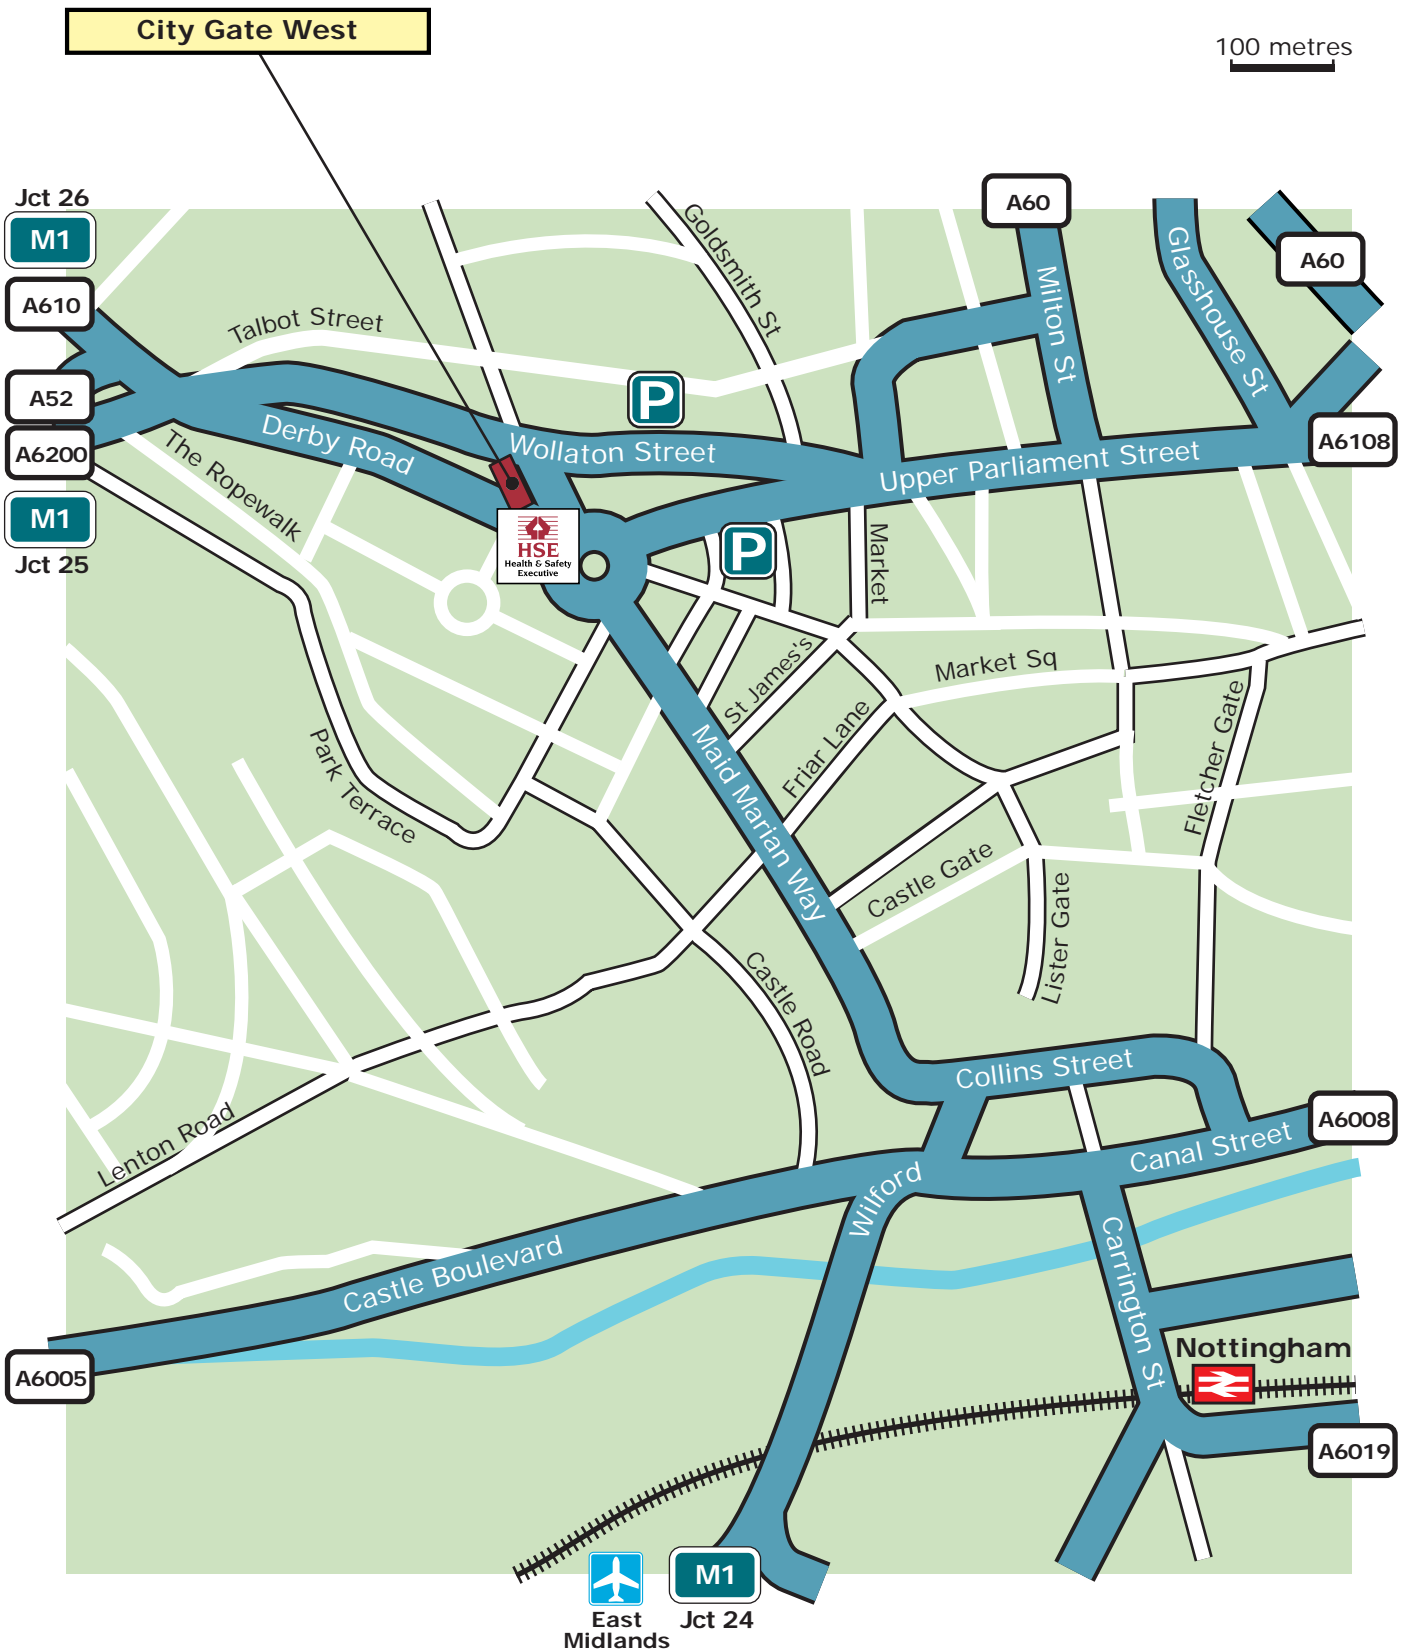 City Gate West
100 metres
Jct 26
M1
A610
A52
A6200
M1
Jct 25
A60
A60
A6108
Talbot Street
Goldsmith St
Milton St
Glasshouse St
P
Derby Road
Wollaton Street
Upper Parliament Street
The Ropewalk
HSE
Health & Safety
Executive
P
Market
St James's
Market Sq
Friar Lane
Fletcher Gate
Park Terrace
Maid Marian Way
Castle Gate
Lister Gate
Castle Road
Collins Street
Lenton Road
A6008
Canal Street
Wilford
Castle Boulevard
Carrington St
A6005
Nottingham
A6019
M1
Jct 24
East
Midlands